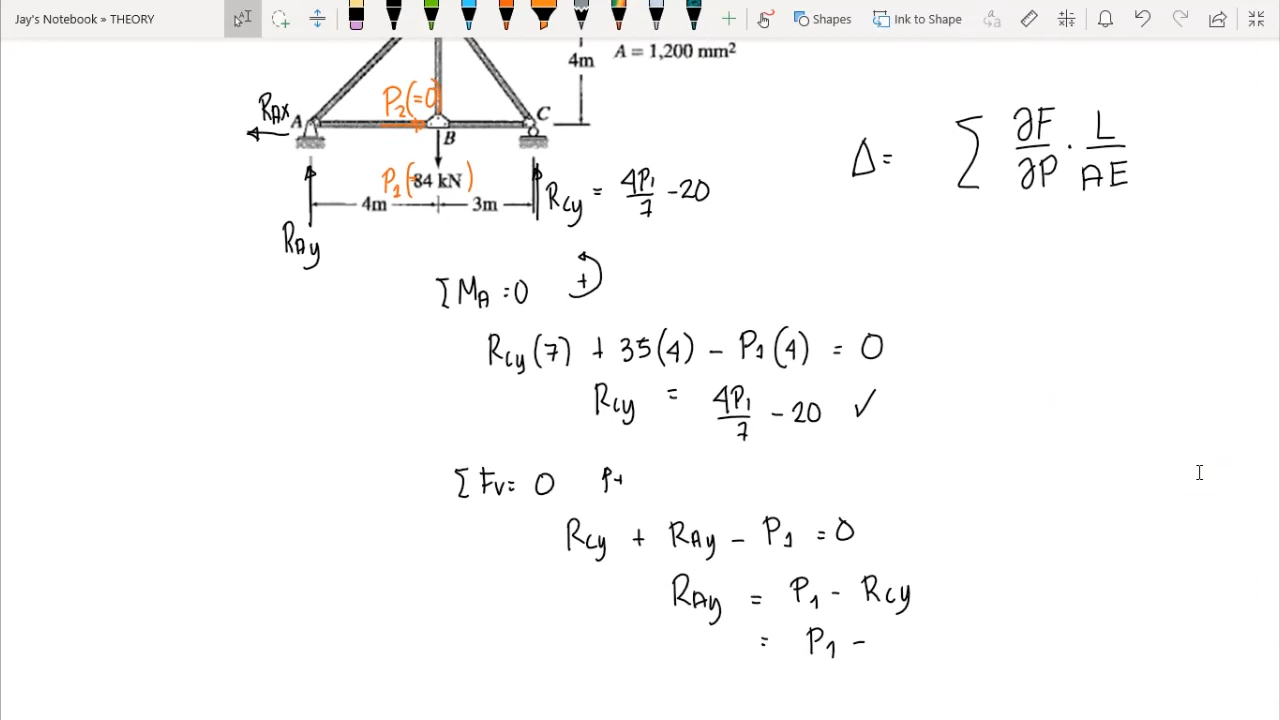 Jay's Notebook » THEORY
Shapes
Ink to Shape
4m
A = 1,200 mm²
P₂(=0)
RAX
A
B
C
P₁(=84 kN)
4m
3m
RAy
Rcy = 4P₁/7 - 20
Δ = ∑ ∂F/∂P · L/AE
∑MA = 0 +
Rcy(7) + 35(4) - P₁(4) = 0
Rcy = 4P₁/7 - 20 ✓
∑Fv = 0 ↑+
Rcy + RAy - P₁ = 0
RAy = P₁ - Rcy
= P₁ -